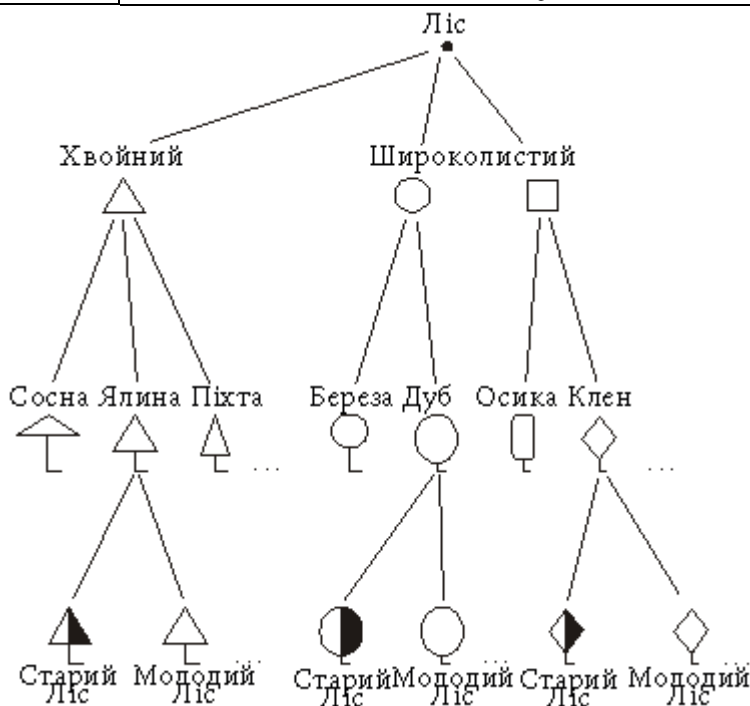 Ліс
Хвойний Широколистий
Сосна Ялина Піхта Береза Дуб Осика Клен
... ...
... ... ...
Старий Молодий Старий Молодий Старий Молодий
Ліс Ліс Ліс Ліс Ліс Ліс